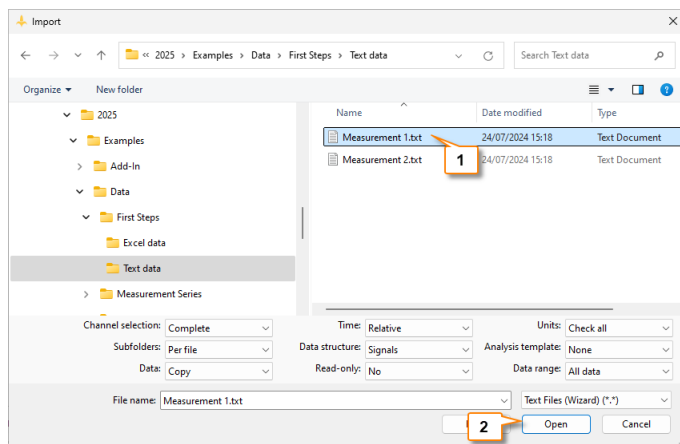 Import
« 2025 › Examples › Data › First Steps › Text data
Search Text data
Organize
New folder
2025
Examples
Add-In
Data
First Steps
Excel data
Text data
Measurement Series
Name
Date modified
Type
Measurement 1.txt
24/07/2024 15:18
Text Document
Measurement 2.txt
24/07/2024 15:18
Text Document
1
Channel selection: Complete
Time: Relative
Units: Check all
Subfolders: Per file
Data structure: Signals
Analysis template: None
Data: Copy
Read-only: No
Data range: All data
File name: Measurement 1.txt
Text Files (Wizard) (*.*)
2
Open
Cancel